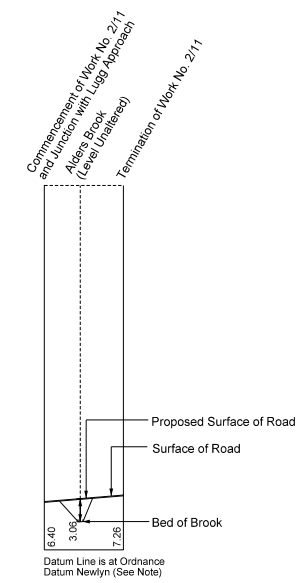 Commencement of Work No. 2/11
and Junction with Lugg Approach
Alders Brook
(Level Unaltered)
Termination of Work No. 2/11
Proposed Surface of Road
Surface of Road
Bed of Brook
6.40
3.06
7.26
Datum Line is at Ordnance
Datum Newlyn (See Note)